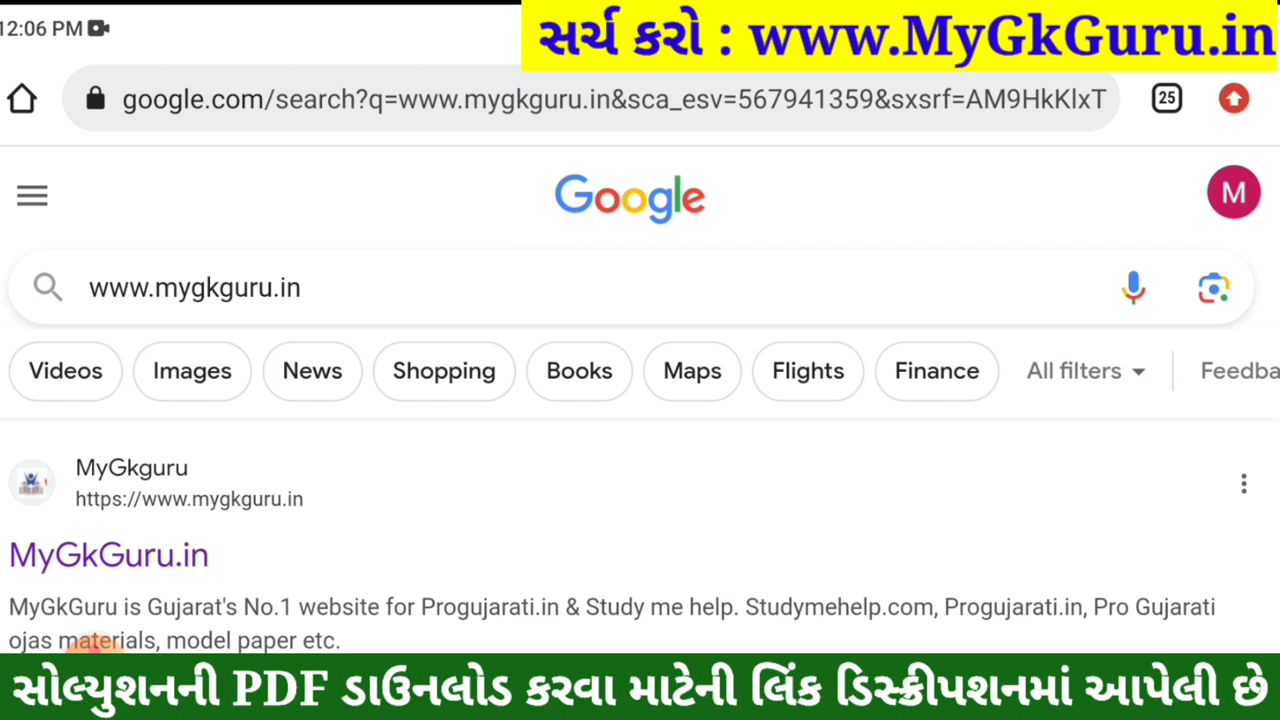 12:06 PM
સર્ચ કરો : www.MyGkGuru.in
google.com/search?q=www.mygkguru.in&sca_esv=567941359&sxsrf=AM9HkKlxT
25
Google
M
www.mygkguru.in
Videos Images News Shopping Books Maps Flights Finance All filters Feedba
MyGkguru
https://www.mygkguru.in
MyGkGuru.in
MyGkGuru is Gujarat's No.1 website for Progujarati.in & Study me help. Studymehelp.com, Progujarati.in, Pro Gujarati
ojas materials, model paper etc.
સોલ્યુશનની PDF ડાઉનલોડ કરવા માટેની લિંક ડિસ્ક્રીપશનમાં આપેલી છે